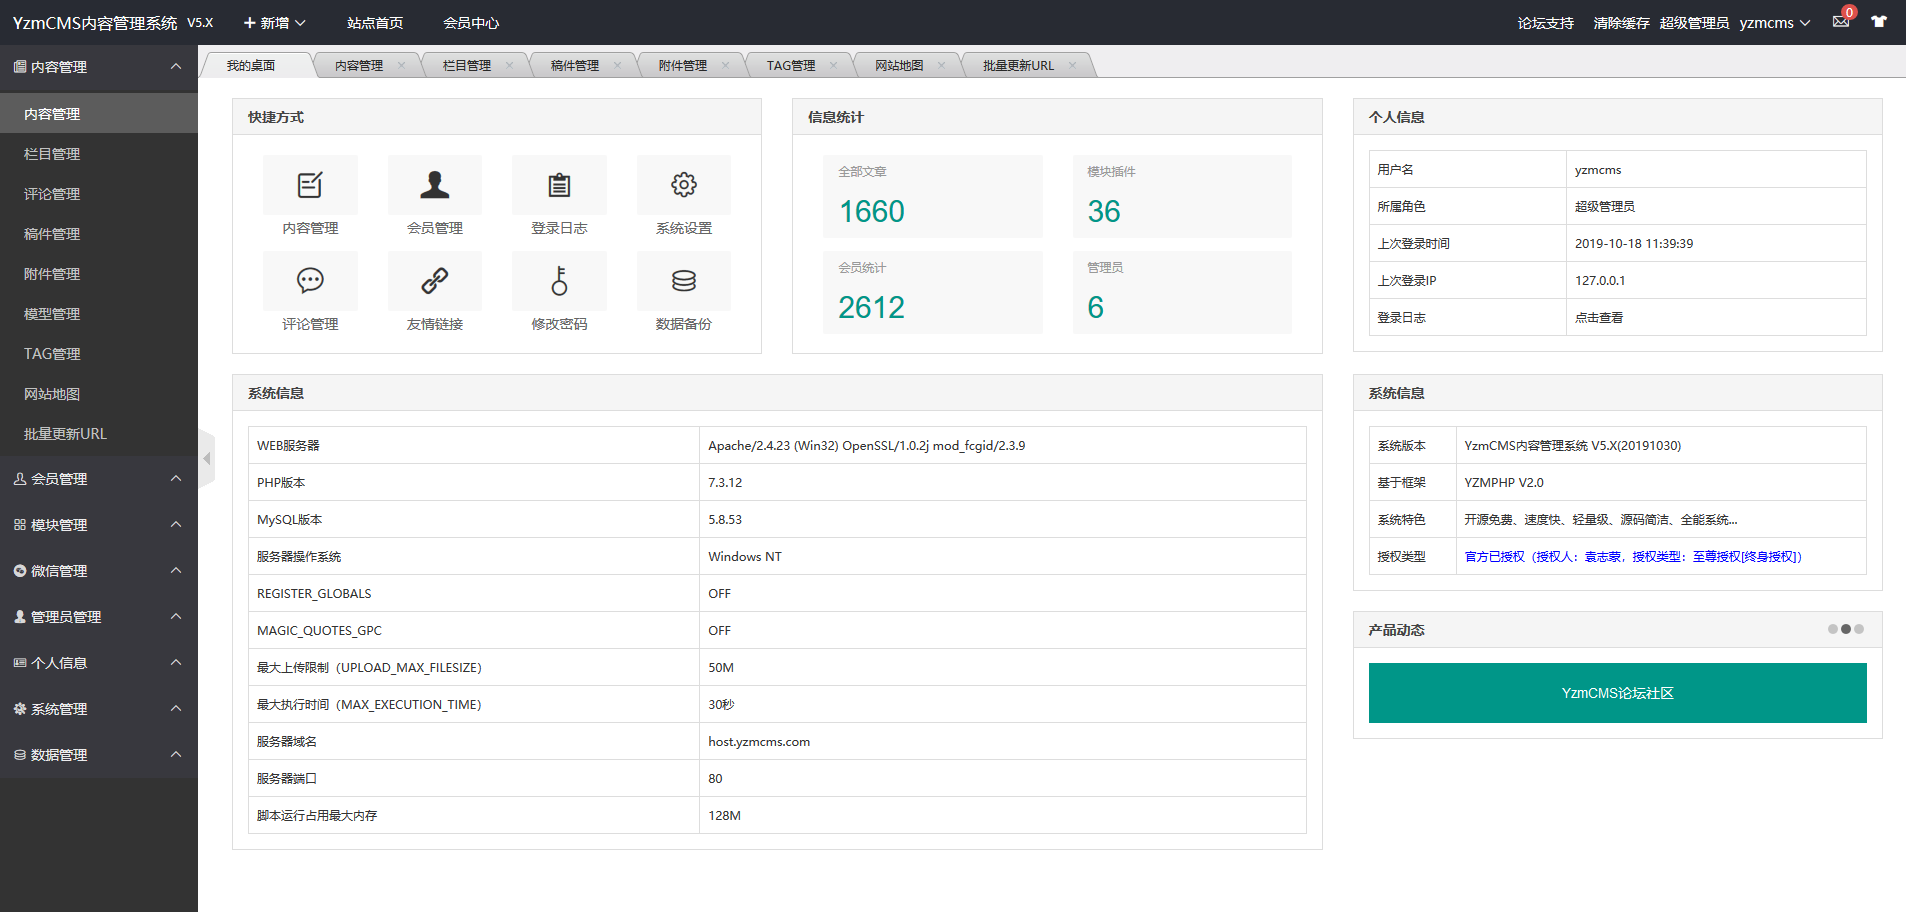 YzmCMS内容管理系统 V5.X 新增 站点首页 会员中心 论坛支持 清除缓存 超级管理员 yzmcms 0
内容管理
内容管理
栏目管理
评论管理
稿件管理
附件管理
模型管理
TAG管理
网站地图
批量更新URL
会员管理
模块管理
微信管理
管理员管理
个人信息
系统管理
数据管理
我的桌面 内容管理 × 栏目管理 × 稿件管理 × 附件管理 × TAG管理 × 网站地图 × 批量更新URL ×
快捷方式
内容管理 会员管理 登录日志 系统设置
评论管理 友情链接 修改密码 数据备份
信息统计
全部文章 模块插件
1660 36
会员统计 管理员
2612 6
个人信息
用户名 yzmcms
所属角色 超级管理员
上次登录时间 2019-10-18 11:39:39
上次登录IP 127.0.0.1
登录日志 点击查看
系统信息
WEB服务器 Apache/2.4.23 (Win32) OpenSSL/1.0.2j mod_fcgid/2.3.9
PHP版本 7.3.12
MySQL版本 5.8.53
服务器操作系统 Windows NT
REGISTER_GLOBALS OFF
MAGIC_QUOTES_GPC OFF
最大上传限制（UPLOAD_MAX_FILESIZE） 50M
最大执行时间（MAX_EXECUTION_TIME） 30秒
服务器域名 host.yzmcms.com
服务器端口 80
脚本运行占用最大内存 128M
系统信息
系统版本 YzmCMS内容管理系统 V5.X(20191030)
基于框架 YZMPHP V2.0
系统特色 开源免费、速度快、轻量级、源码简洁、全能系统...
授权类型 官方已授权（授权人：袁志蒙，授权类型：至尊授权[终身授权]）
产品动态
YzmCMS论坛社区